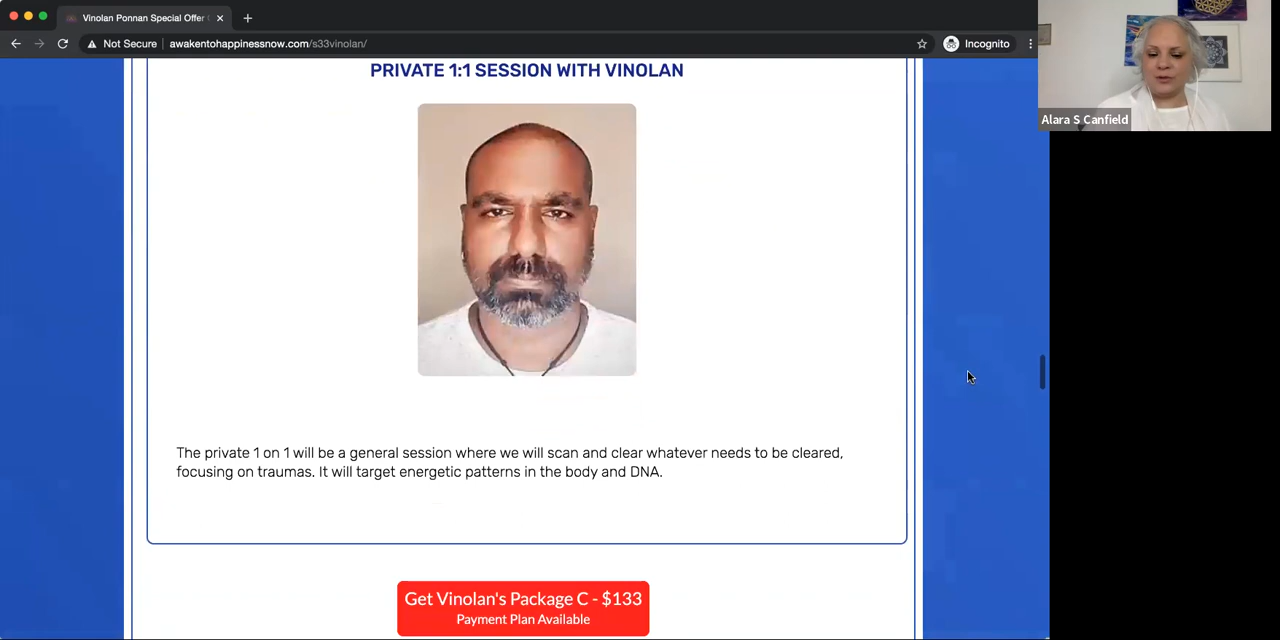 Vinolan Ponnan Special Offer
Not Secure
awakentohappinessnow.com/s33vinolan/
Incognito
Alara S Canfield
PRIVATE 1:1 SESSION WITH VINOLAN
The private 1 on 1 will be a general session where we will scan and clear whatever needs to be cleared,
focusing on traumas. It will target energetic patterns in the body and DNA.
Get Vinolan's Package C - $133
Payment Plan Available